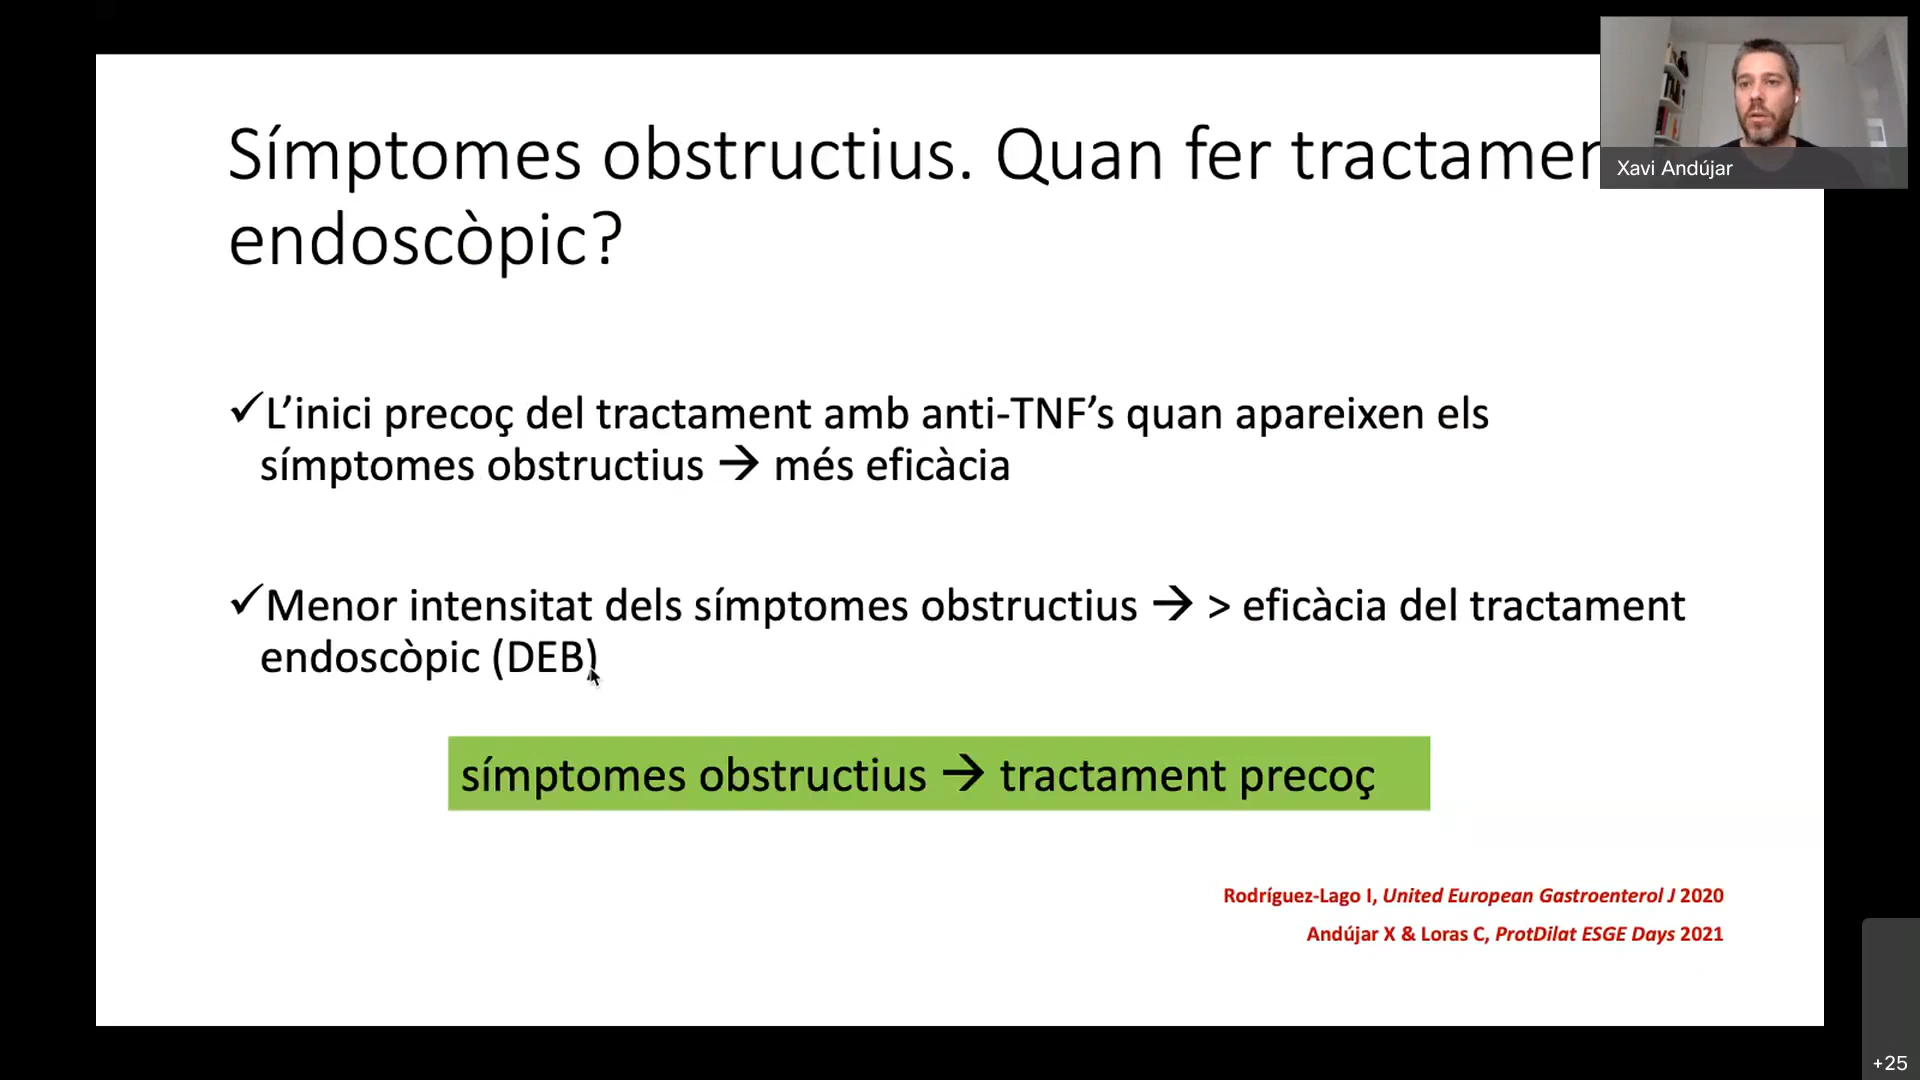 Símptomes obstructius. Quan fer
endoscòpic?
L’inici precoç del tractament amb anti-TNF’s quan apareixen els
símptomes obstructius → més eficàcia
Menor intensitat dels símptomes obstructius → > eficàcia del tractament
endoscòpic (DEB)
símptomes obstructius → tractament precoç
Rodríguez-Lago I, United European Gastroenterol J 2020
Andújar X & Loras C, ProtDilat ESGE Days 2021
Xavi Andújar
+25